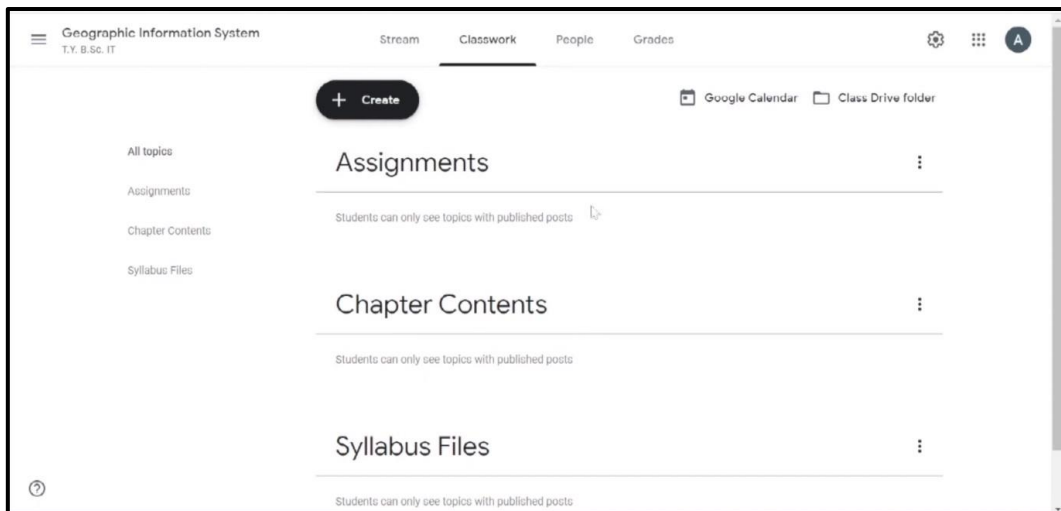 Geographic Information System
T.Y. B.Sc. IT
Stream Classwork People Grades
A
+ Create
Google Calendar Class Drive folder
All topics
Assignments
Chapter Contents
Syllabus Files
Assignments
Students can only see topics with published posts
Chapter Contents
Students can only see topics with published posts
Syllabus Files
Students can only see topics with published posts